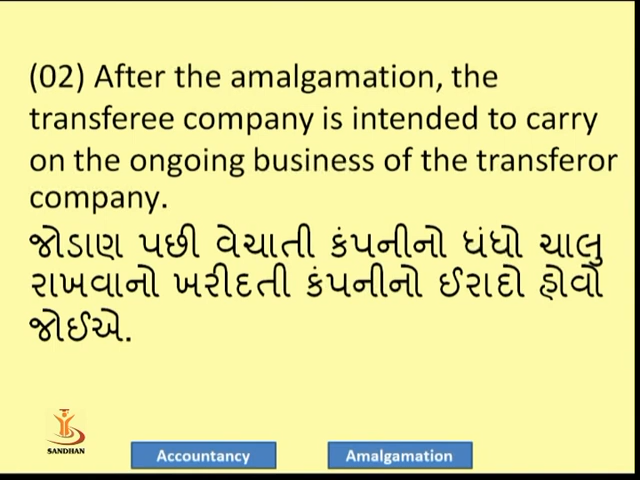 (02) After the amalgamation, the
transferee company is intended to carry
on the ongoing business of the transferor
company.
જોડાણ પછી વેચાતી કંપનીનો ધંધો ચાલુ
રાખવાનો ખરીદતી કંપનીનો ઈરાદો હોવો
જોઈએ.
SANDHAN
Accountancy
Amalgamation